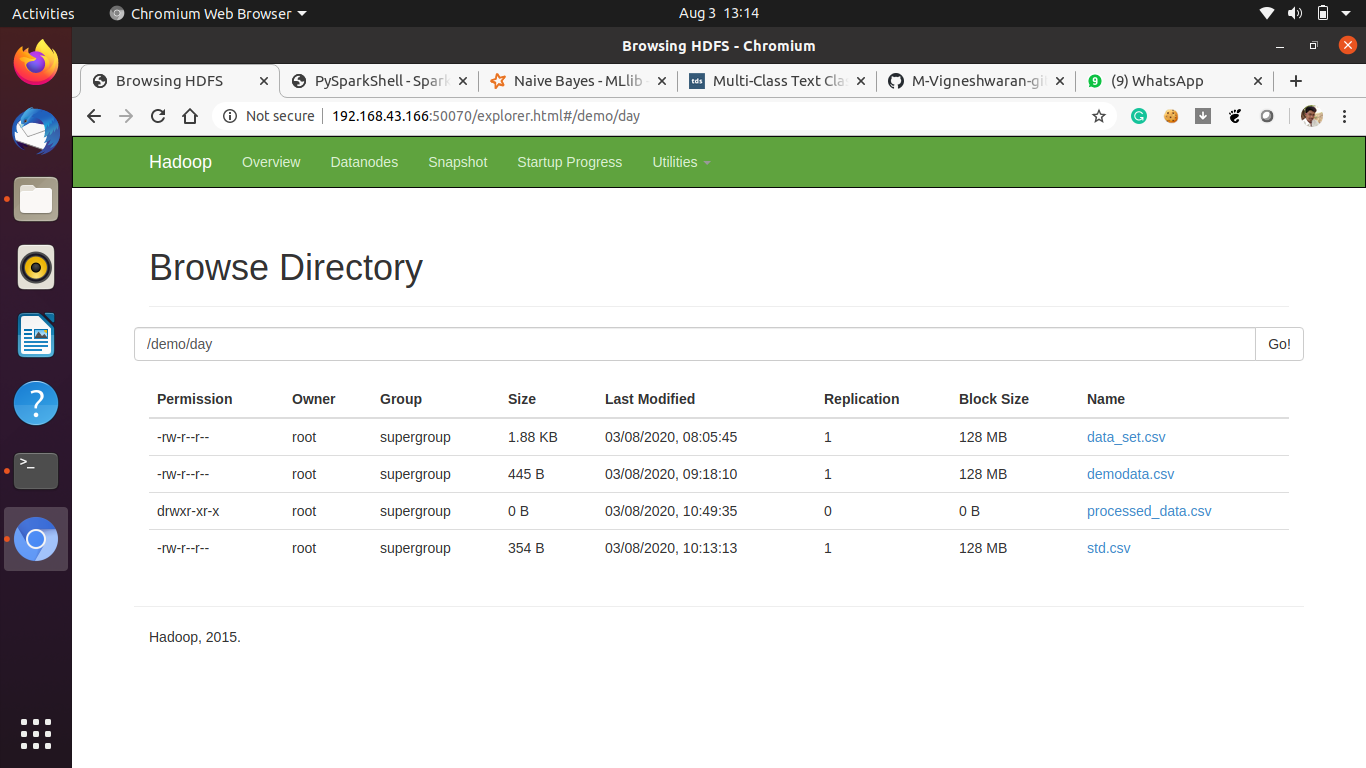 Activities Chromium Web Browser Aug 3 13:14
Browsing HDFS - Chromium
Browsing HDFS PySparkShell - Spark Naive Bayes - MLlib - Multi-Class Text Clas M-Vigneshwaran-gi (9) WhatsApp
Not secure 192.168.43.166:50070/explorer.html#/demo/day
Hadoop Overview Datanodes Snapshot Startup Progress Utilities
Browse Directory
/demo/day Go!
Permission Owner Group Size Last Modified Replication Block Size Name
-rw-r--r-- root supergroup 1.88 KB 03/08/2020, 08:05:45 1 128 MB data_set.csv
-rw-r--r-- root supergroup 445 B 03/08/2020, 09:18:10 1 128 MB demodata.csv
drwxr-xr-x root supergroup 0 B 03/08/2020, 10:49:35 0 0 B processed_data.csv
-rw-r--r-- root supergroup 354 B 03/08/2020, 10:13:13 1 128 MB std.csv
Hadoop, 2015.